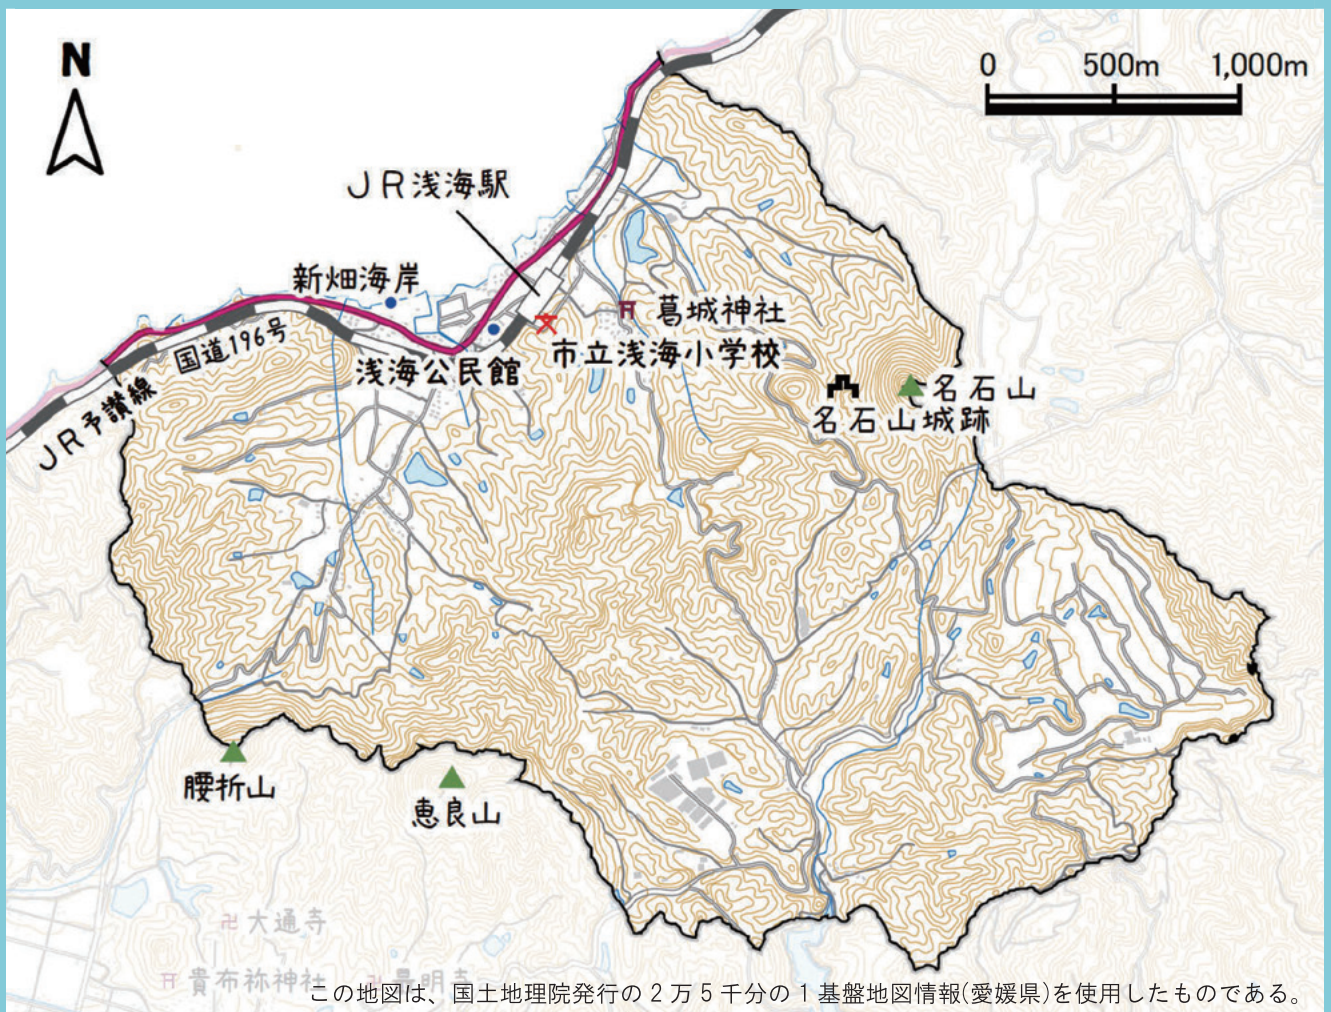 N
0 500m 1,000m
JR浅海駅
新畑海岸
葛城神社
国道196号
市立浅海小学校
浅海公民館
名石山
JR予讃線
名石山城跡
腰折山
恵良山
大通寺
貴布祢神社
この地図は、国土地理院発行の2万5千分の1基盤地図情報(愛媛県)を使用したものである。